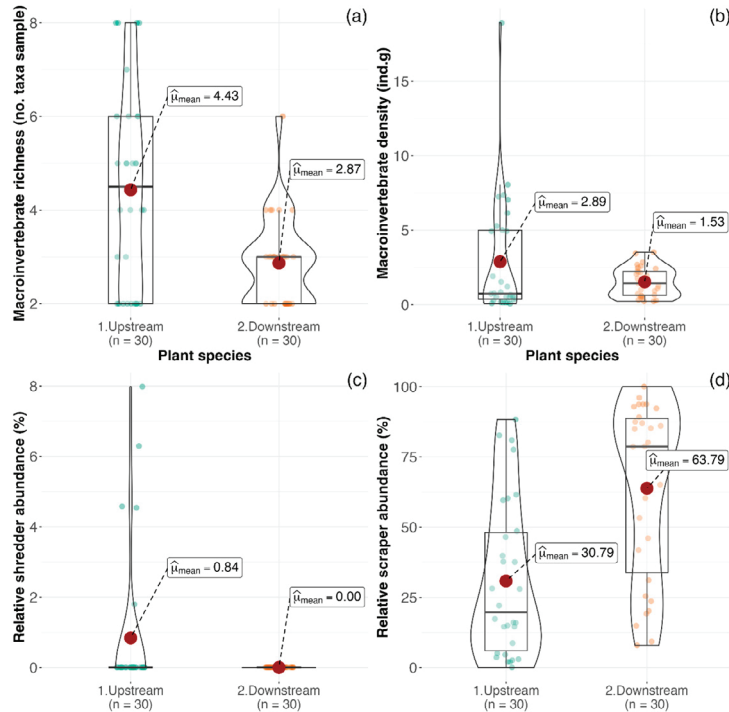 (a)
Macroinvertebrate richness (no. taxa sample)
8
6
4
2
μ̂mean = 4.43
μ̂mean = 2.87
1.Upstream
(n = 30)
2.Downstream
(n = 30)
Plant species
(b)
Macroinvertebrate density (ind.g)
15
10
5
0
μ̂mean = 2.89
μ̂mean = 1.53
1.Upstream
(n = 30)
2.Downstream
(n = 30)
Plant species
(c)
Relative shredder abundance (%)
8
6
4
2
0
μ̂mean = 0.84
μ̂mean = 0.00
1.Upstream
(n = 30)
2.Downstream
(n = 30)
(d)
Relative scraper abundance (%)
100
75
50
25
0
μ̂mean = 63.79
μ̂mean = 30.79
1.Upstream
(n = 30)
2.Downstream
(n = 30)